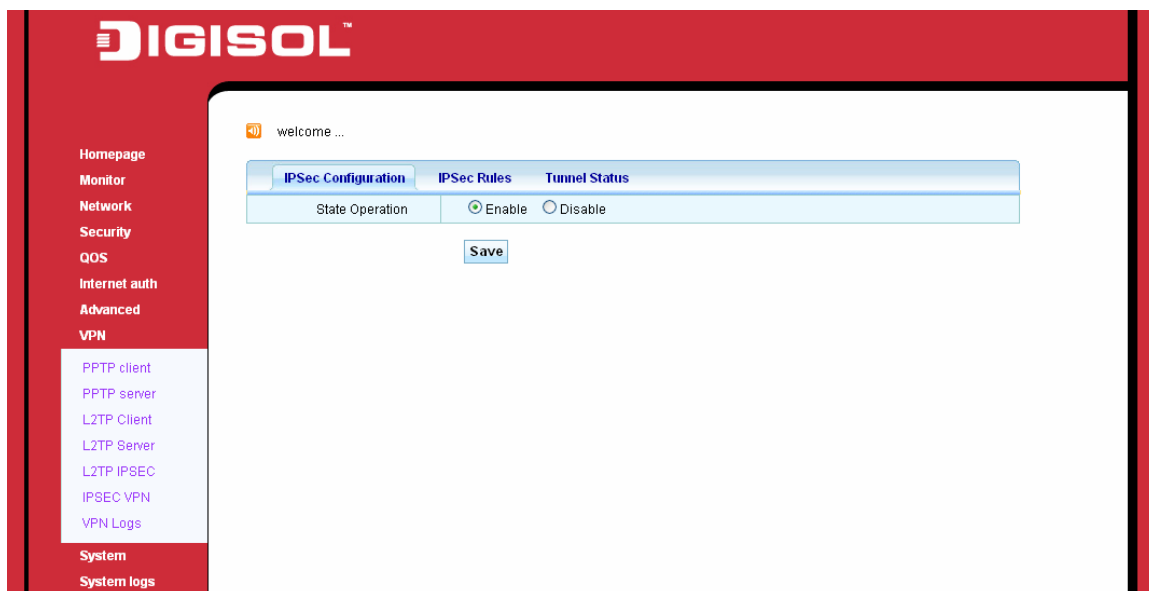 DIGISOL™
welcome ...
Homepage
Monitor
Network
Security
QOS
Internet auth
Advanced
VPN
PPTP client
PPTP server
L2TP Client
L2TP Server
L2TP IPSEC
IPSEC VPN
VPN Logs
System
System logs
IPSec Configuration IPSec Rules Tunnel Status
State Operation Enable Disable
Save